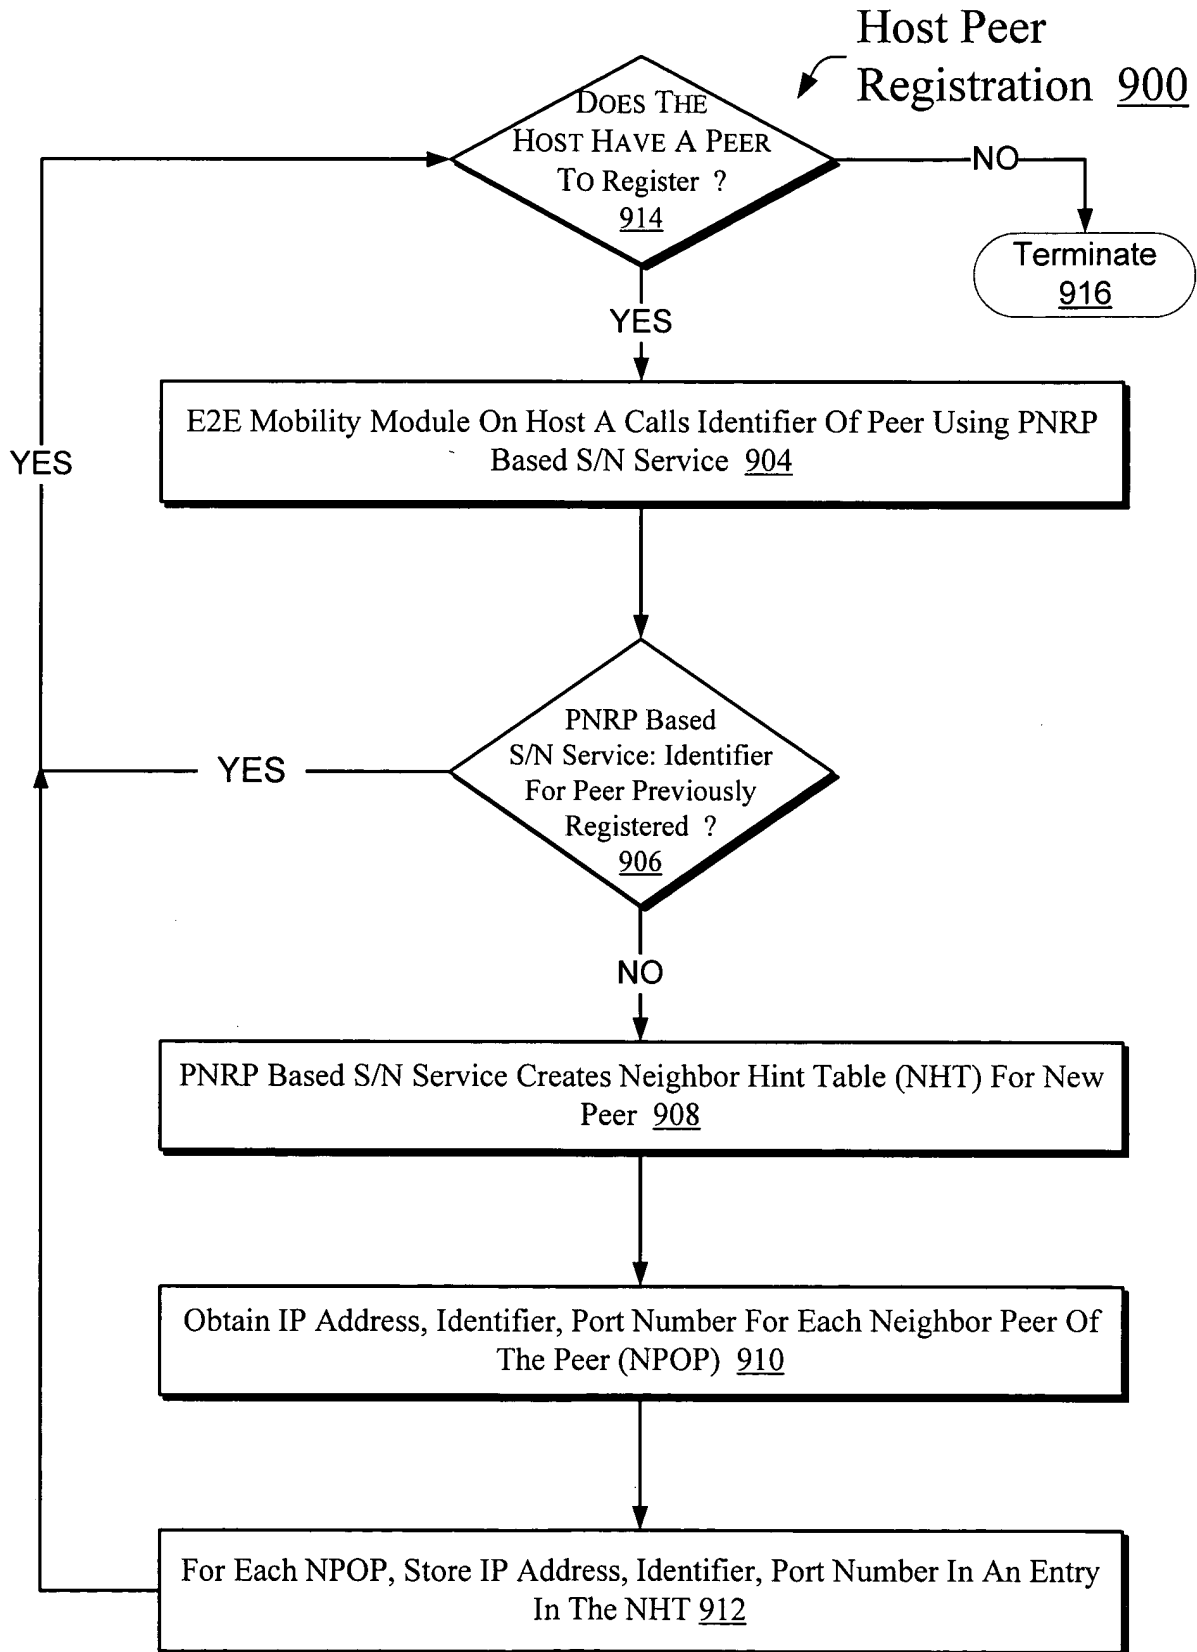 Host Peer
Registration 900
DOES THE
HOST HAVE A PEER
TO Register ?
914
NO
Terminate
916
YES
E2E Mobility Module On Host A Calls Identifier Of Peer Using PNRP
Based S/N Service 904
YES
PNRP Based
S/N Service: Identifier
For Peer Previously
Registered ?
906
YES
NO
PNRP Based S/N Service Creates Neighbor Hint Table (NHT) For New
Peer 908
Obtain IP Address, Identifier, Port Number For Each Neighbor Peer Of
The Peer (NPOP) 910
For Each NPOP, Store IP Address, Identifier, Port Number In An Entry
In The NHT 912